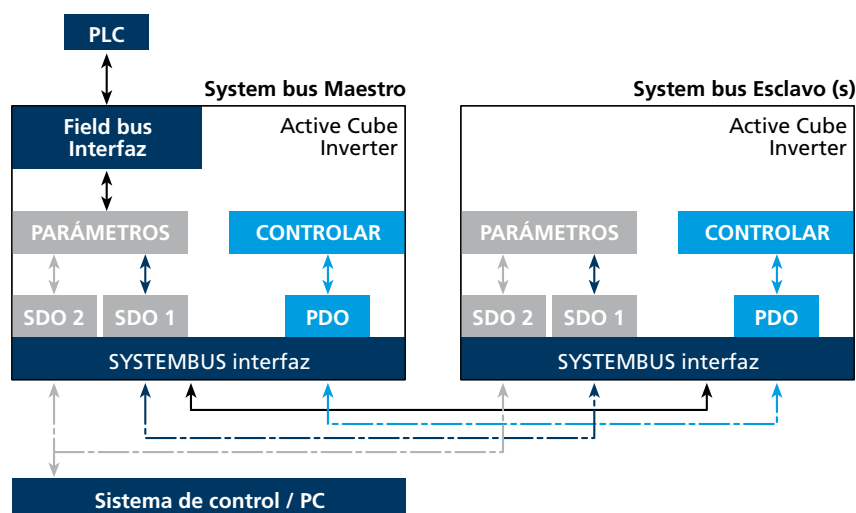 PLC
System bus Maestro
System bus Esclavo (s)
Field bus
Interfaz
Active Cube
Inverter
Active Cube
Inverter
PARÁMETROS
CONTROLAR
PARÁMETROS
CONTROLAR
SDO 2
SDO 1
PDO
SDO 2
SDO 1
PDO
SYSTEMBUS interfaz
SYSTEMBUS interfaz
Sistema de control / PC